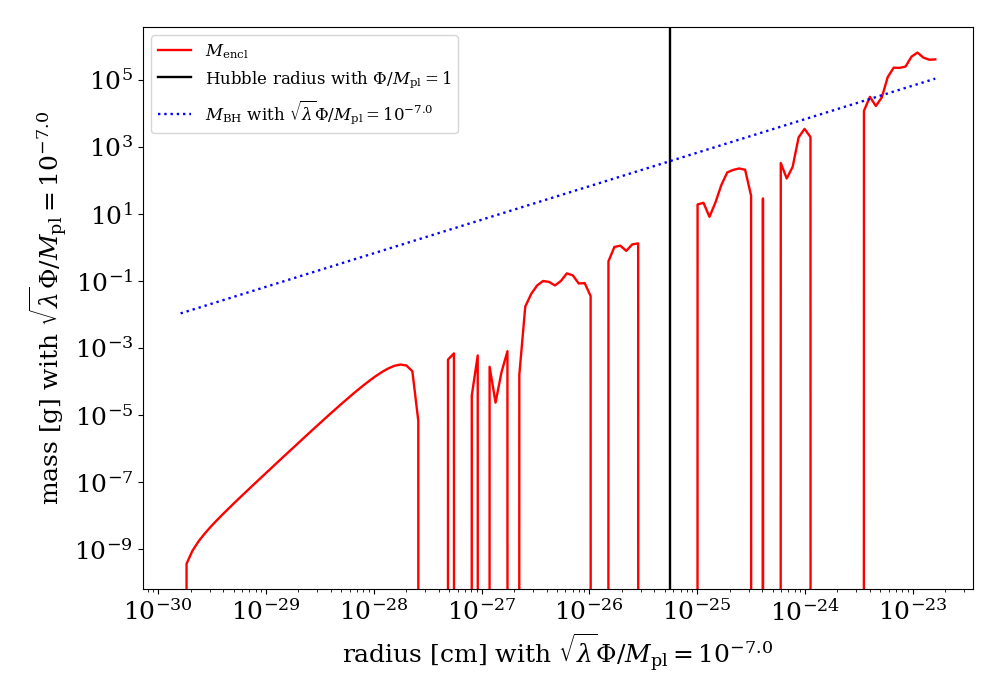 M_encl
Hubble radius with Φ/M_pl = 1
M_BH with √λΦ/M_pl = 10^−7.0
mass [g] with √λΦ/M_pl = 10^−7.0
10^5
10^3
10^1
10^−1
10^−3
10^−5
10^−7
10^−9
10^−30 10^−29 10^−28 10^−27 10^−26 10^−25 10^−24 10^−23
radius [cm] with √λΦ/M_pl = 10^−7.0